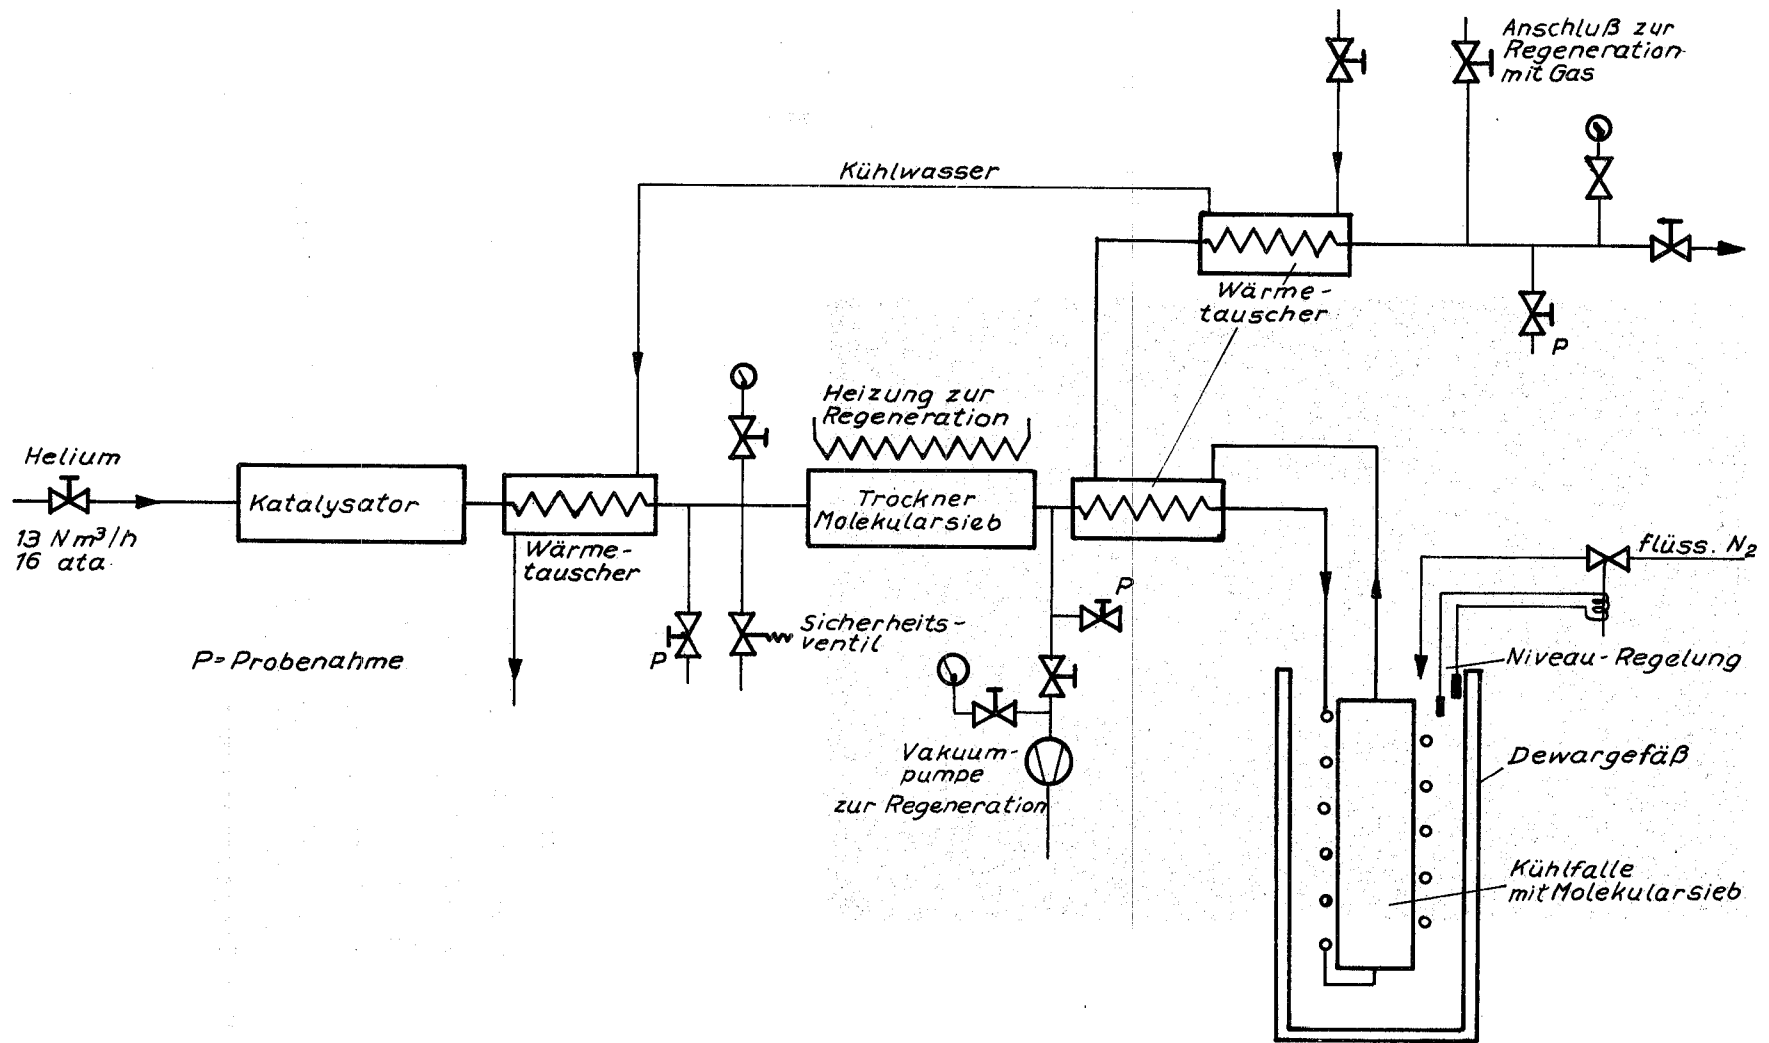 Anschluß zur
Regeneration
mit Gas
Kühlwasser
Wärme-
tauscher
P
Heizung zur
Regeneration
Helium
Katalysator
Trockner
Molekularsieb
13 Nm³/h
16 ata
Wärme-
tauscher
flüss. N₂
P
Sicherheits-
ventil
P
P=Probenahme
Niveau-Regelung
Vakuum-
pumpe
zur Regeneration
Dewargefäß
Kühlfalle
mit Molekularsieb